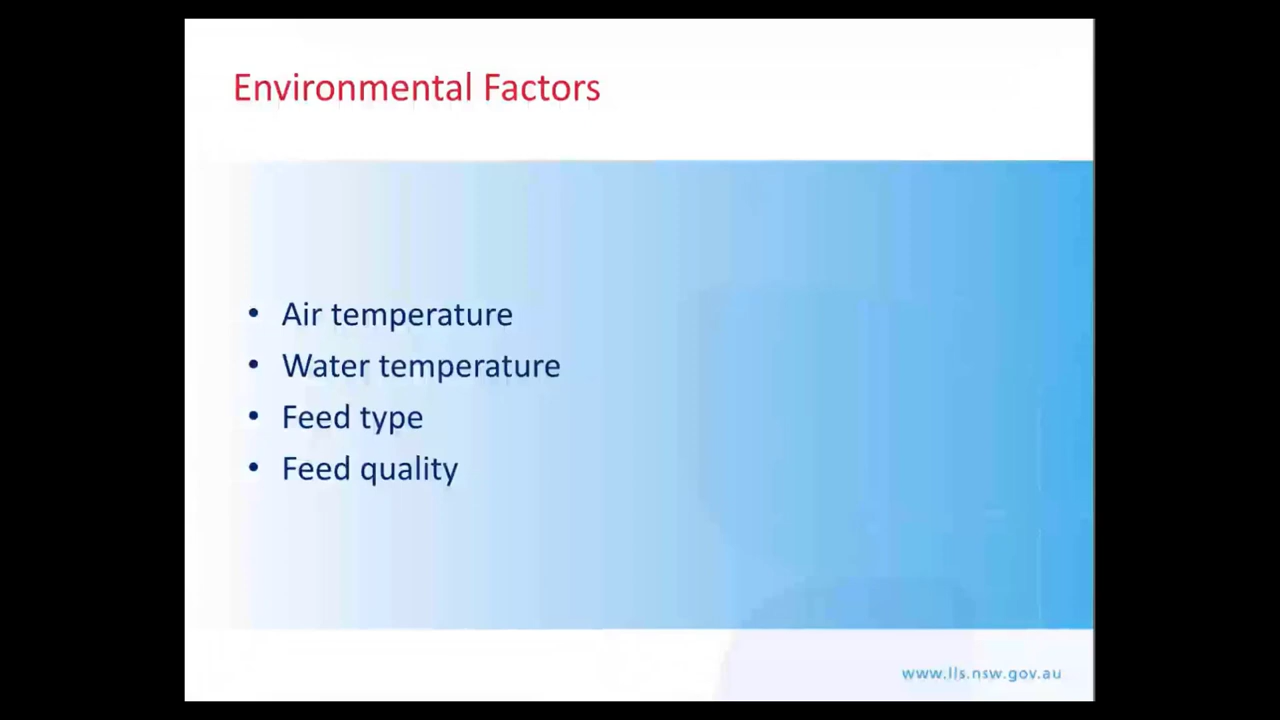 Environmental Factors
• Air temperature
• Water temperature
• Feed type
• Feed quality
www.lls.nsw.gov.au